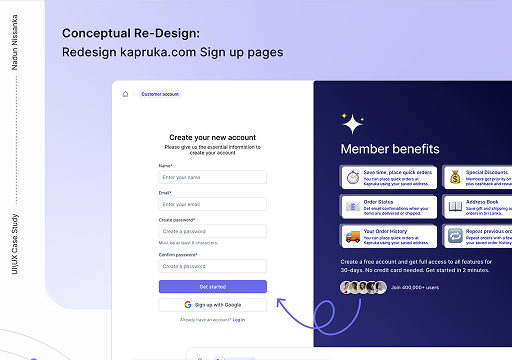 Nadun Nissanka
UI/UX Case Study
Conceptual Re-Design:
Redesign kapruka.com Sign up pages
Customer account
Create your new account
Please give us the essential information to
create your account
Name*
Enter your name
Email*
Enter your email
Create password*
Create a password
Must be at least 8 characters.
Confirm password*
Create a password
Get started
Sign up with Google
Already have an account? Log in
Member benefits
Save time, place quick orders
You can place quick orders at
Kapruka using your saved address.
Special Discounts
Members get priority on
plus cashback and rewar
Order Status
Get email confirmations when your
items are delivered or shipped.
Address Book
Save gift and shipping ad
orders in Sri Lanka.
Your Order History
You can place quick orders at
Kapruka using your saved address.
Repeat previous or
Repeat orders with a few
your saved order history
Create a free account and get full access to all features for
30-days. No credit card needed. Get started in 2 minutes.
Join 400,000+ users